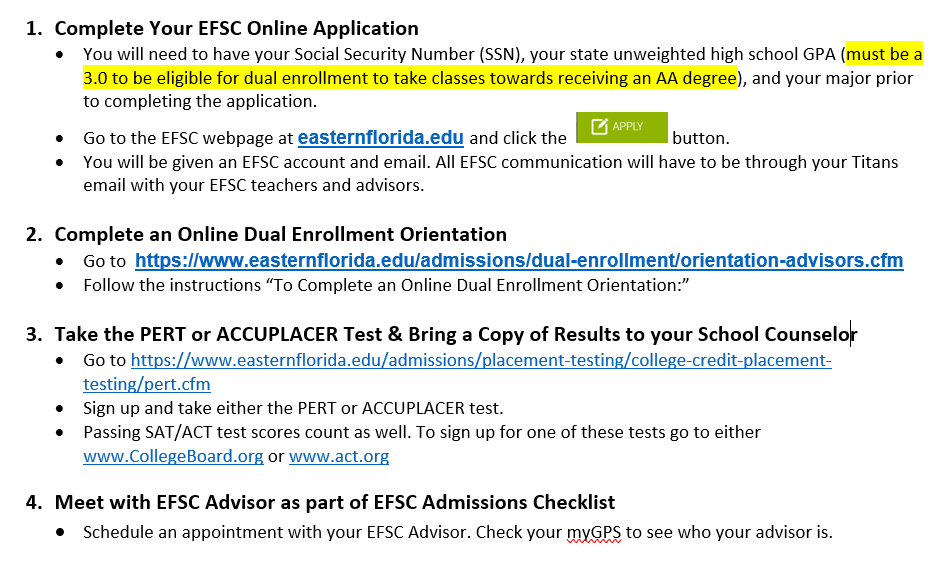 1. Complete Your EFSC Online Application
• You will need to have your Social Security Number (SSN), your state unweighted high school GPA (must be a
3.0 to be eligible for dual enrollment to take classes towards receiving an AA degree), and your major prior
to completing the application.
• Go to the EFSC webpage at easternflorida.edu and click the APPLY button.
• You will be given an EFSC account and email. All EFSC communication will have to be through your Titans
email with your EFSC teachers and advisors.
2. Complete an Online Dual Enrollment Orientation
• Go to https://www.easternflorida.edu/admissions/dual-enrollment/orientation-advisors.cfm
• Follow the instructions “To Complete an Online Dual Enrollment Orientation:”
3. Take the PERT or ACCUPLACER Test & Bring a Copy of Results to your School Counselor
• Go to https://www.easternflorida.edu/admissions/placement-testing/college-credit-placement-
testing/pert.cfm
• Sign up and take either the PERT or ACCUPLACER test.
• Passing SAT/ACT test scores count as well. To sign up for one of these tests go to either
www.CollegeBoard.org or www.act.org
4. Meet with EFSC Advisor as part of EFSC Admissions Checklist
• Schedule an appointment with your EFSC Advisor. Check your myGPS to see who your advisor is.